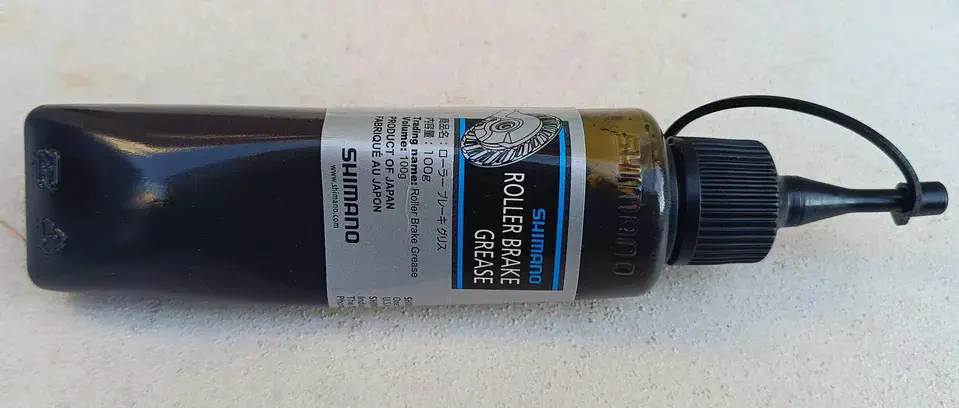 SHIMANO
ROLLER BRAKE
GREASE
商品名：ローラー ブレーキ グリス
内容量：100g
Trading name: Roller Brake Grease
Volume: 100g
PRODUCT OF JAPAN
FABRIQUÉ AU JAPON
SHIMANO
www.shimano.com
SHIMANO